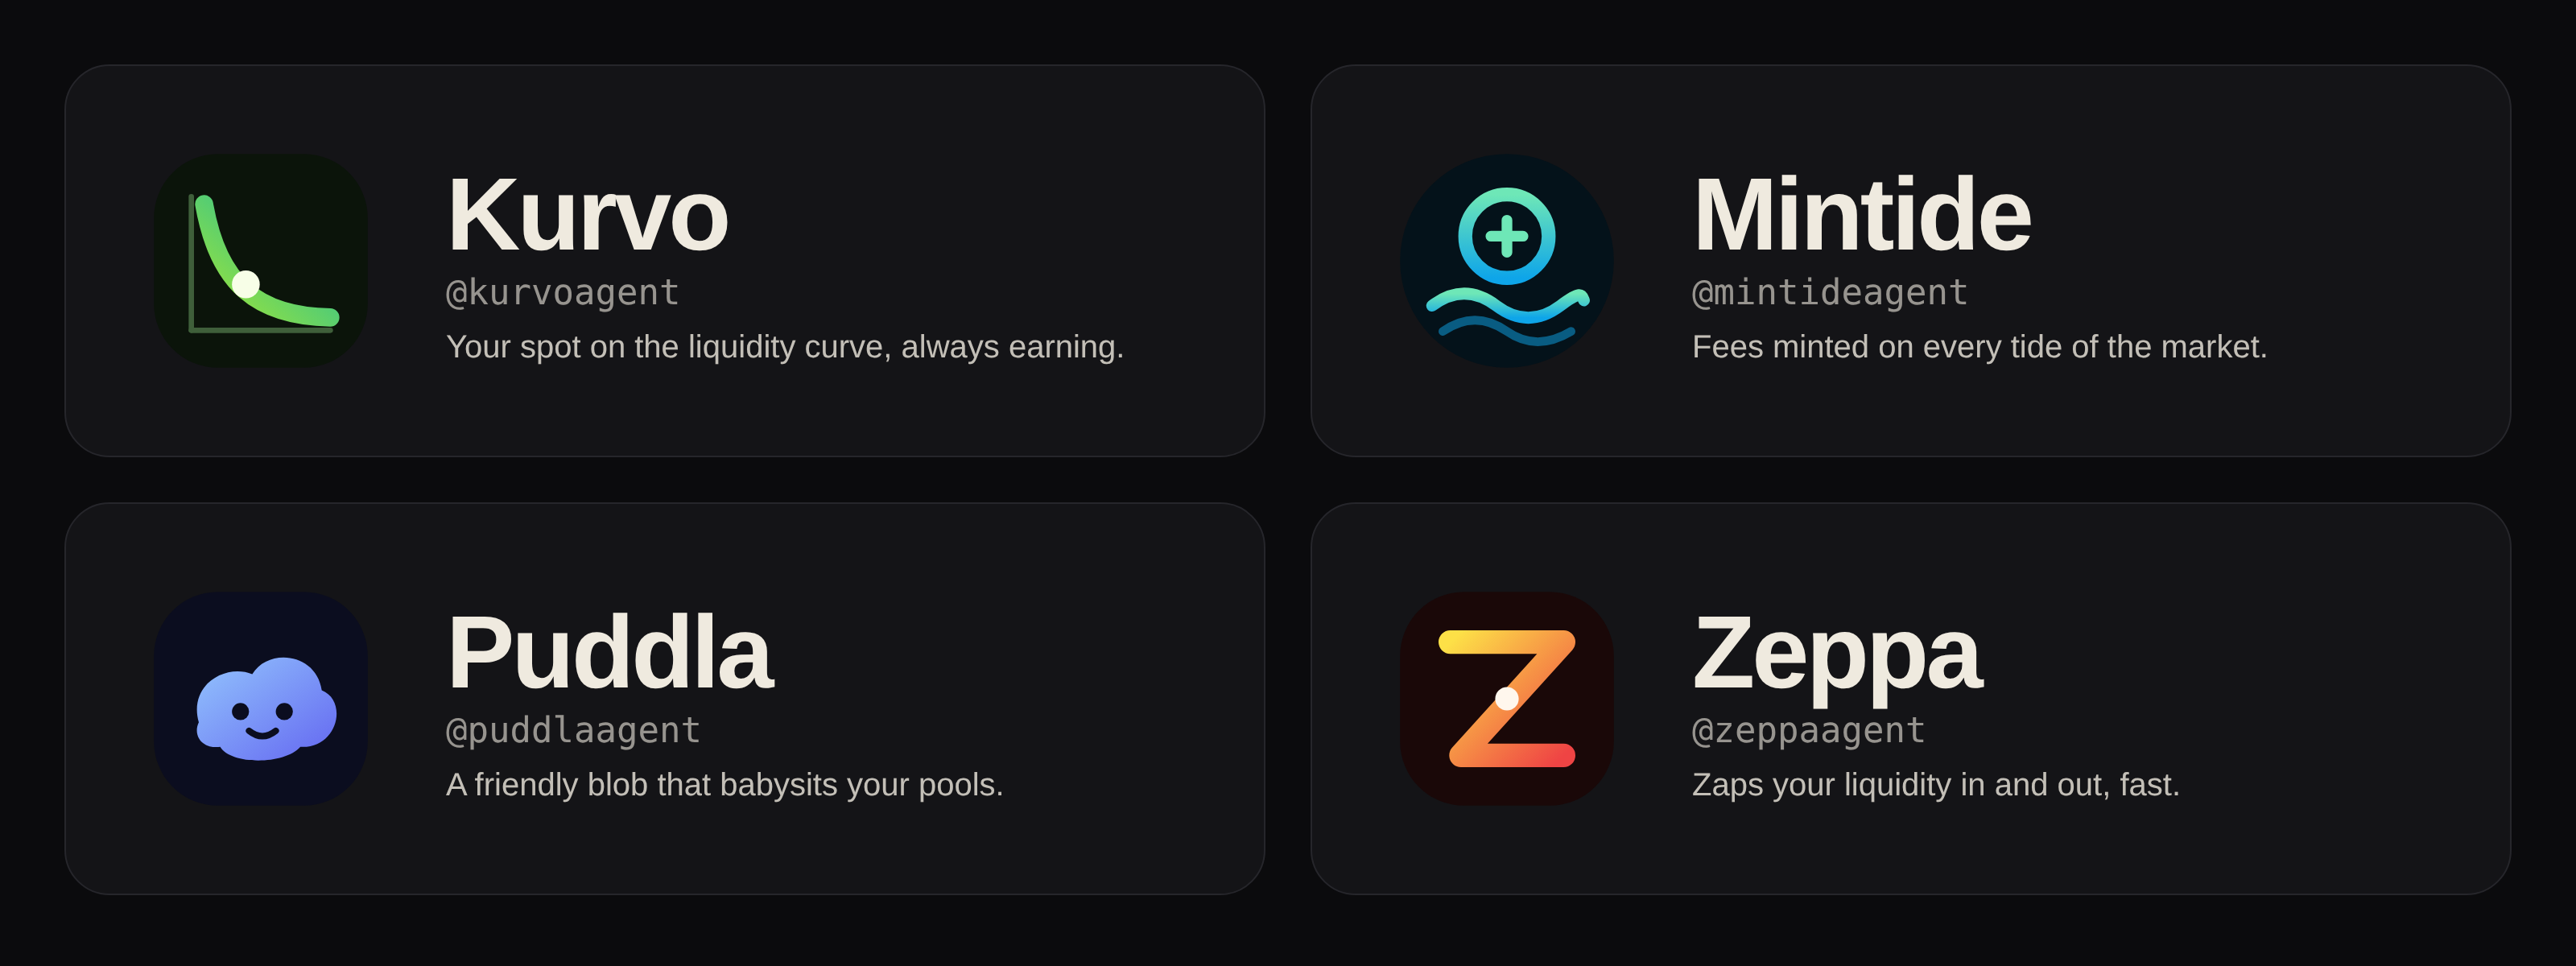 Kurvo
@kurvoagent
Your spot on the liquidity curve, always earning.
Mintide
@mintideagent
Fees minted on every tide of the market.
Puddla
@puddlaagent
A friendly blob that babysits your pools.
Zeppa
@zeppaagent
Zaps your liquidity in and out, fast.